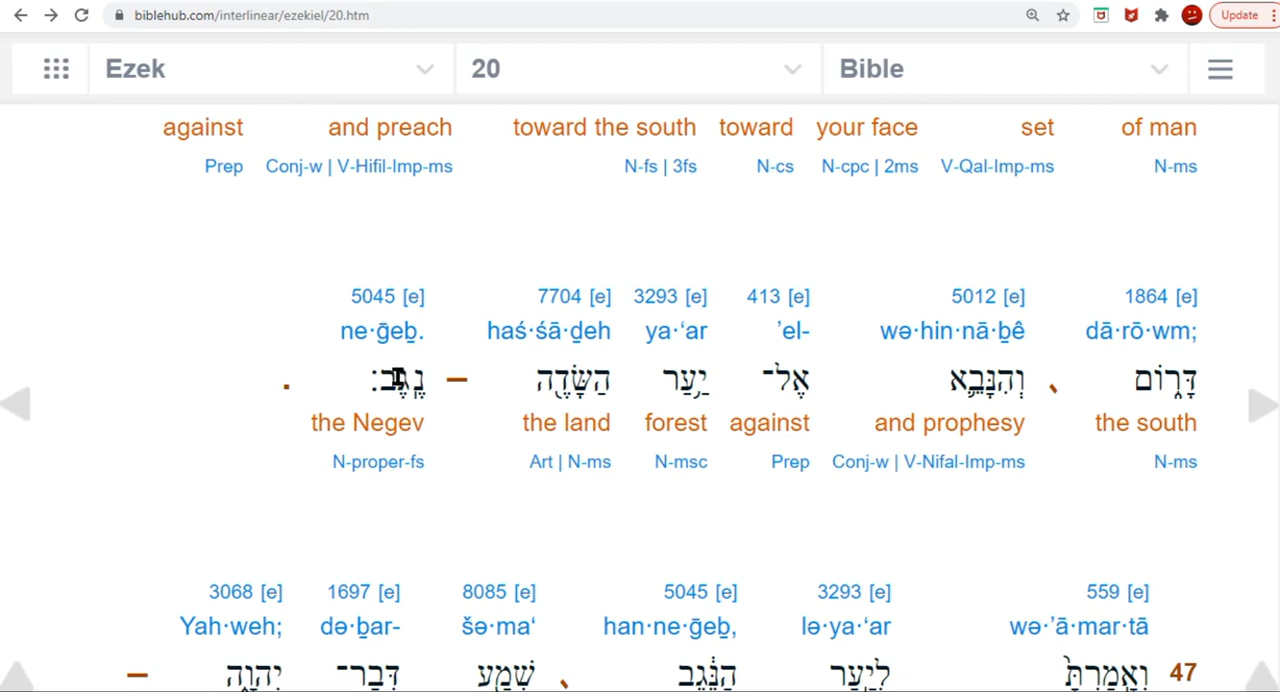 biblehub.com/interlinear/ezekiel/20.htm Update
Ezek 20 Bible
against and preach toward the south toward your face set of man
Prep Conj-w | V-Hifil-Imp-ms N-fs | 3fs N-cs N-cpc | 2ms V-Qal-Imp-ms N-ms
5045 [e] 7704 [e] 3293 [e] 413 [e] 5012 [e] 1864 [e]
ne·ḡeḇ. haś·śā·ḏeh ya·‘ar ’el- wə·hin·nā·ḇê dā·rō·wm;
דָּר֑וֹם 、 וְהִנָּבֵ֛א אֶל־ יַ֥עַר הַשָּׂדֶ֖ה – נֶֽגֶב׃ .
the Negev the land forest against and prophesy the south
N-proper-fs Art | N-ms N-msc Prep Conj-w | V-Nifal-Imp-ms N-ms
3068 [e] 1697 [e] 8085 [e] 5045 [e] 3293 [e] 559 [e]
Yah·weh; də·ḇar- šə·ma‘ han·ne·ḡeḇ, lə·ya·‘ar wə·’ā·mar·tā
47 וְאָֽמַרְתָּ֙ לְיַ֣עַר הַנֶּ֔גֶב 、 שְׁמַ֖ע דְּבַר־ יְהוָ֑ה –